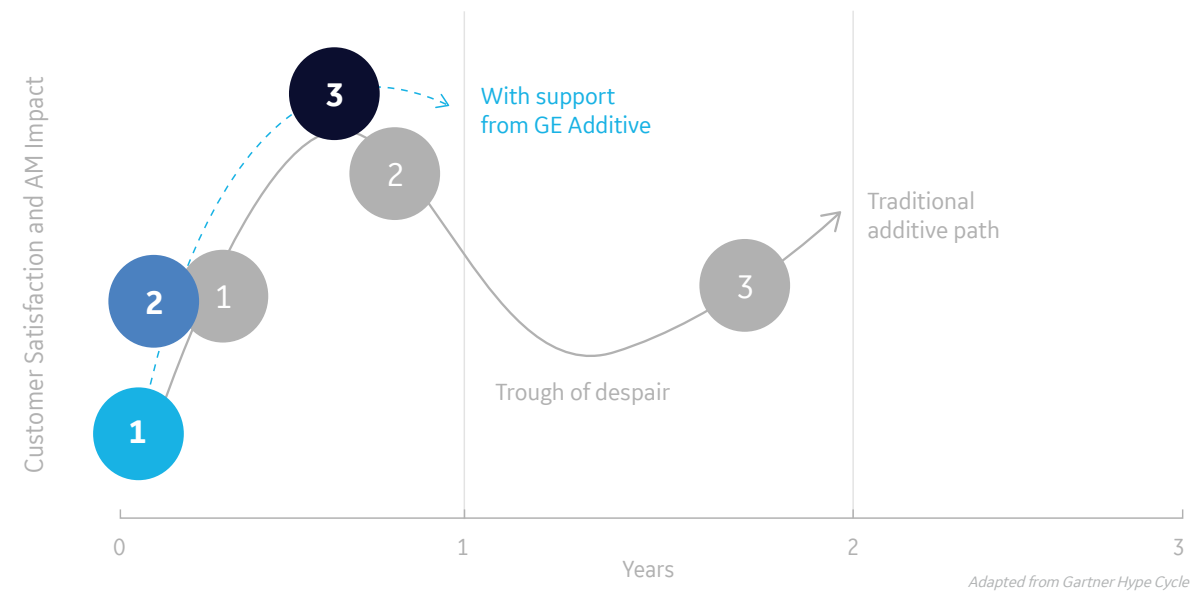 Customer Satisfaction and AM Impact
3
With support
from GE Additive
2
Traditional
additive path
2
1
3
Trough of despair
1
0
1
2
3
Years
Adapted from Gartner Hype Cycle